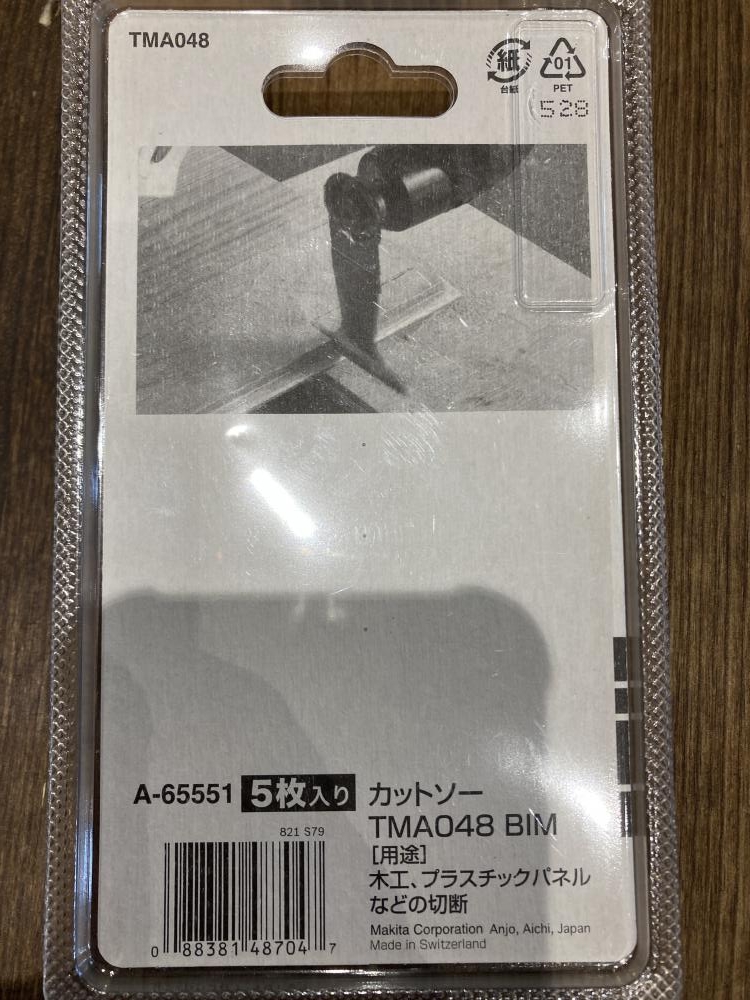 TMA048
紙
台紙
01
PET
528
A-65551 5枚入り
821 S79
0 88381 48704 7
カットソー
TMA048 BIM
[用途]
木工、プラスチックパネル
などの切断
Makita Corporation Anjo, Aichi, Japan
Made in Switzerland